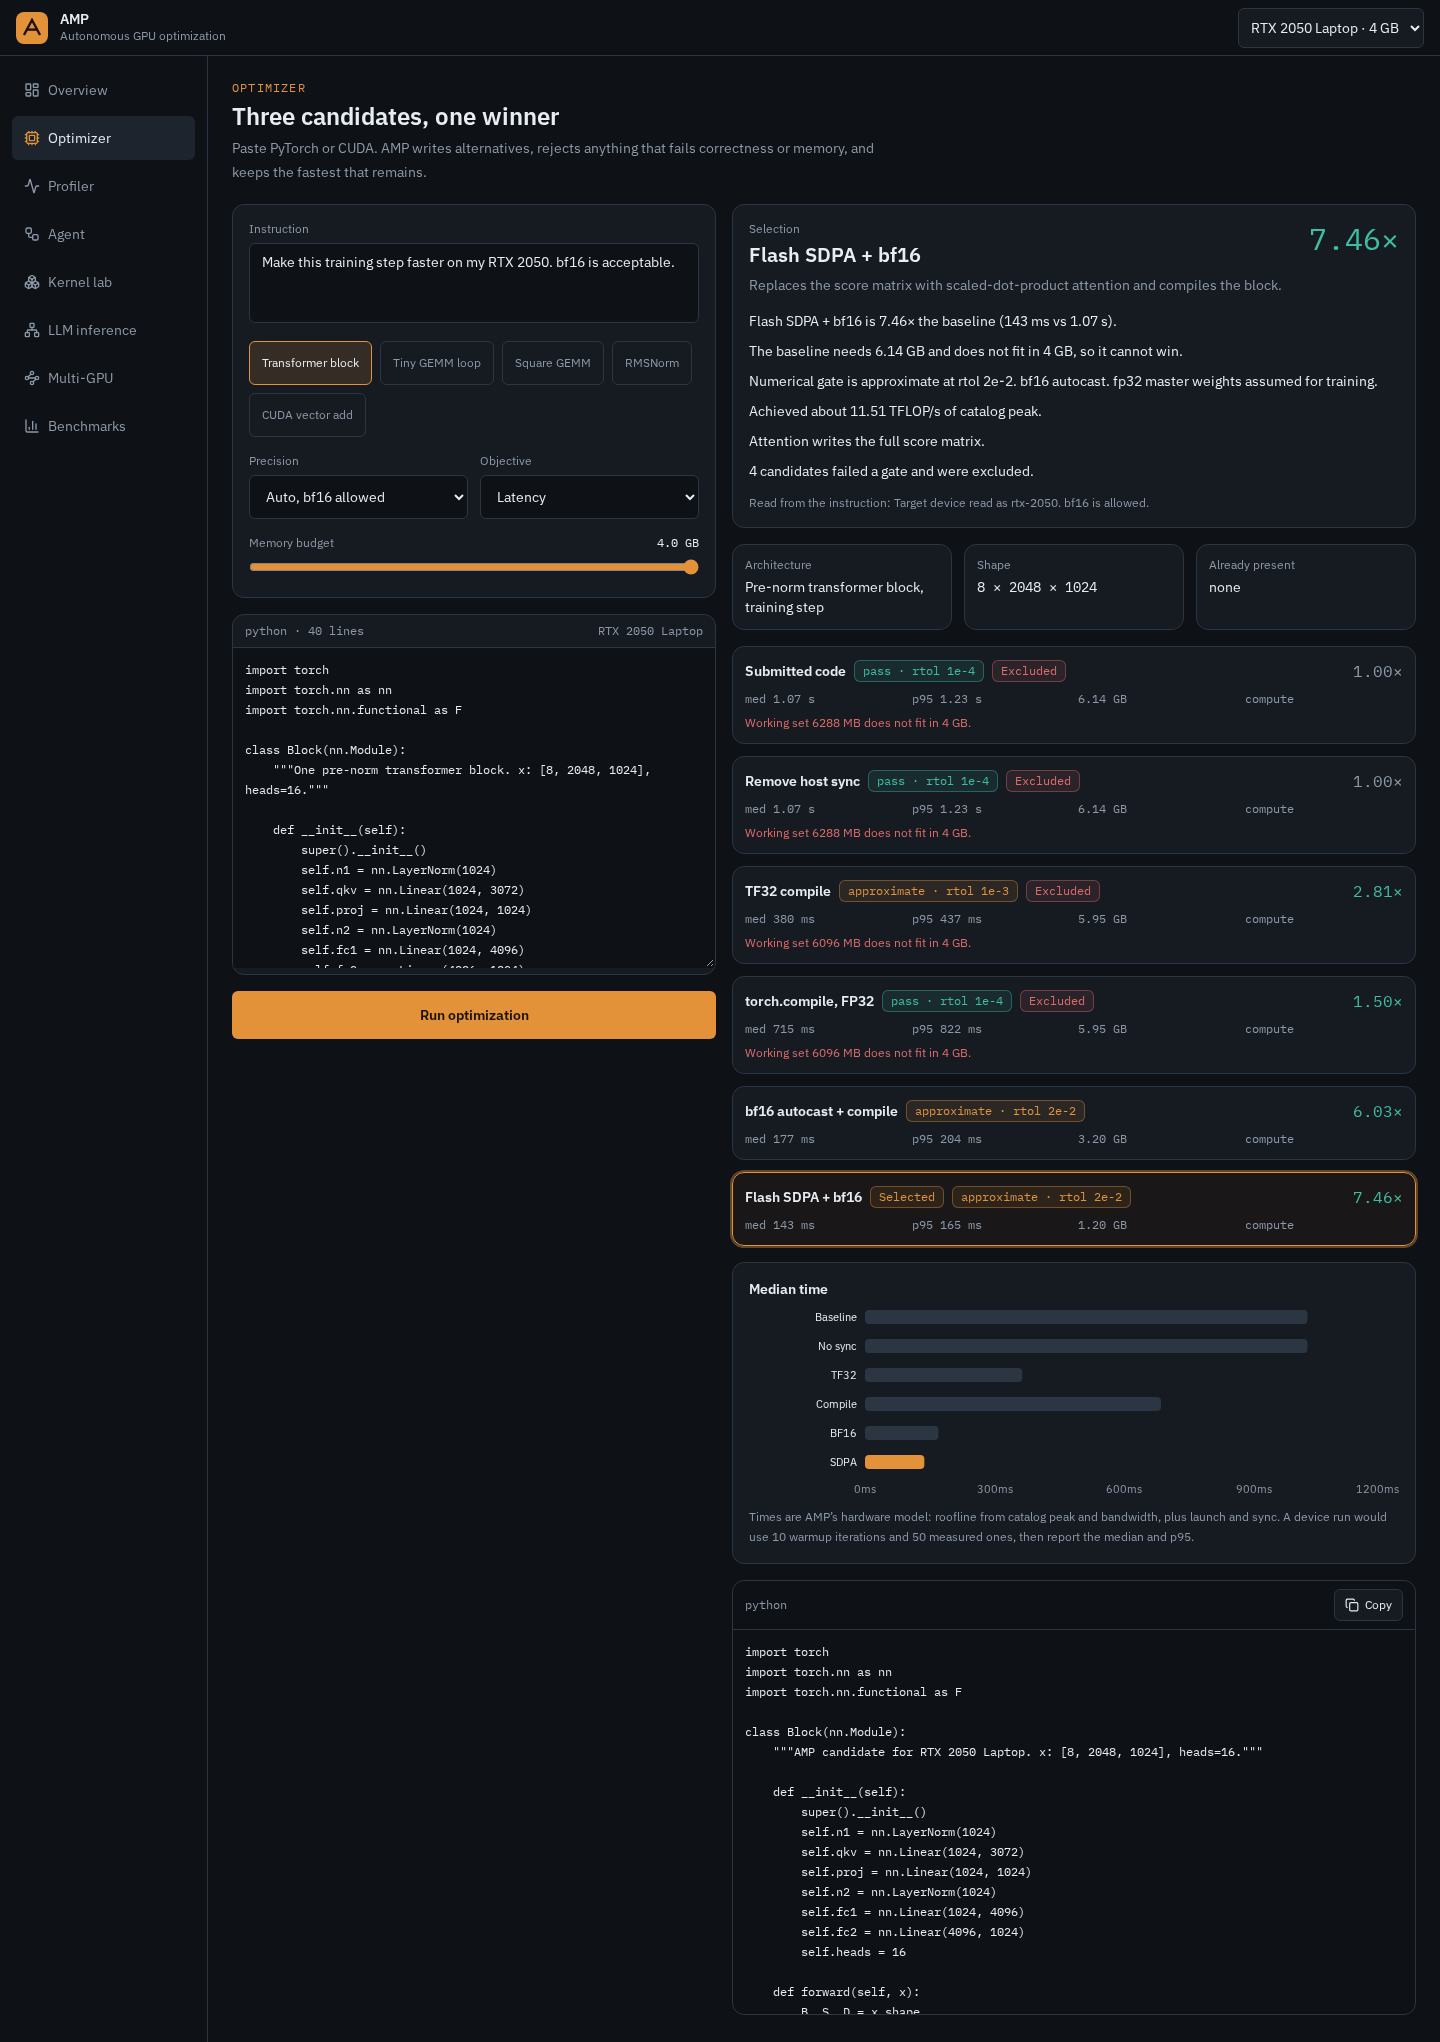 AMP
Autonomous GPU optimization
RTX 2050 Laptop · 4 GB
Overview
Optimizer
Profiler
Agent
Kernel lab
LLM inference
Multi-GPU
Benchmarks
OPTIMIZER
Three candidates, one winner
Paste PyTorch or CUDA. AMP writes alternatives, rejects anything that fails correctness or memory, and
keeps the fastest that remains.
Instruction
Make this training step faster on my RTX 2050. bf16 is acceptable.
Transformer block
Tiny GEMM loop
Square GEMM
RMSNorm
CUDA vector add
Precision
Objective
Auto, bf16 allowed
Latency
Memory budget
4.0 GB
python · 40 lines
RTX 2050 Laptop
import torch
import torch.nn as nn
import torch.nn.functional as F
class Block(nn.Module):
"""One pre-norm transformer block. x: [8, 2048, 1024],
heads=16."""
def __init__(self):
super().__init__()
self.n1 = nn.LayerNorm(1024)
self.qkv = nn.Linear(1024, 3072)
self.proj = nn.Linear(1024, 1024)
self.n2 = nn.LayerNorm(1024)
self.fc1 = nn.Linear(1024, 4096)
Run optimization
Selection
Flash SDPA + bf16
7.46×
Replaces the score matrix with scaled-dot-product attention and compiles the block.
Flash SDPA + bf16 is 7.46× the baseline (143 ms vs 1.07 s).
The baseline needs 6.14 GB and does not fit in 4 GB, so it cannot win.
Numerical gate is approximate at rtol 2e-2. bf16 autocast. fp32 master weights assumed for training.
Achieved about 11.51 TFLOP/s of catalog peak.
Attention writes the full score matrix.
4 candidates failed a gate and were excluded.
Read from the instruction: Target device read as rtx-2050. bf16 is allowed.
Architecture
Pre-norm transformer block,
training step
Shape
8 × 2048 × 1024
Already present
none
Submitted code pass · rtol 1e-4 Excluded 1.00×
med 1.07 s p95 1.23 s 6.14 GB compute
Working set 6288 MB does not fit in 4 GB.
Remove host sync pass · rtol 1e-4 Excluded 1.00×
med 1.07 s p95 1.23 s 6.14 GB compute
Working set 6288 MB does not fit in 4 GB.
TF32 compile approximate · rtol 1e-3 Excluded 2.81×
med 380 ms p95 437 ms 5.95 GB compute
Working set 6096 MB does not fit in 4 GB.
torch.compile, FP32 pass · rtol 1e-4 Excluded 1.50×
med 715 ms p95 822 ms 5.95 GB compute
Working set 6096 MB does not fit in 4 GB.
bf16 autocast + compile approximate · rtol 2e-2 6.03×
med 177 ms p95 204 ms 3.20 GB compute
Flash SDPA + bf16 Selected approximate · rtol 2e-2 7.46×
med 143 ms p95 165 ms 1.20 GB compute
Median time
Baseline
No sync
TF32
Compile
BF16
SDPA
0ms 300ms 600ms 900ms 1200ms
Times are AMP's hardware model: roofline from catalog peak and bandwidth, plus launch and sync. A device run would
use 10 warmup iterations and 50 measured ones, then report the median and p95.
python
Copy
import torch
import torch.nn as nn
import torch.nn.functional as F
class Block(nn.Module):
"""AMP candidate for RTX 2050 Laptop. x: [8, 2048, 1024], heads=16."""
def __init__(self):
super().__init__()
self.n1 = nn.LayerNorm(1024)
self.qkv = nn.Linear(1024, 3072)
self.proj = nn.Linear(1024, 1024)
self.n2 = nn.LayerNorm(1024)
self.fc1 = nn.Linear(1024, 4096)
self.fc2 = nn.Linear(4096, 1024)
self.heads = 16
def forward(self, x):
B, S, D = x.shape